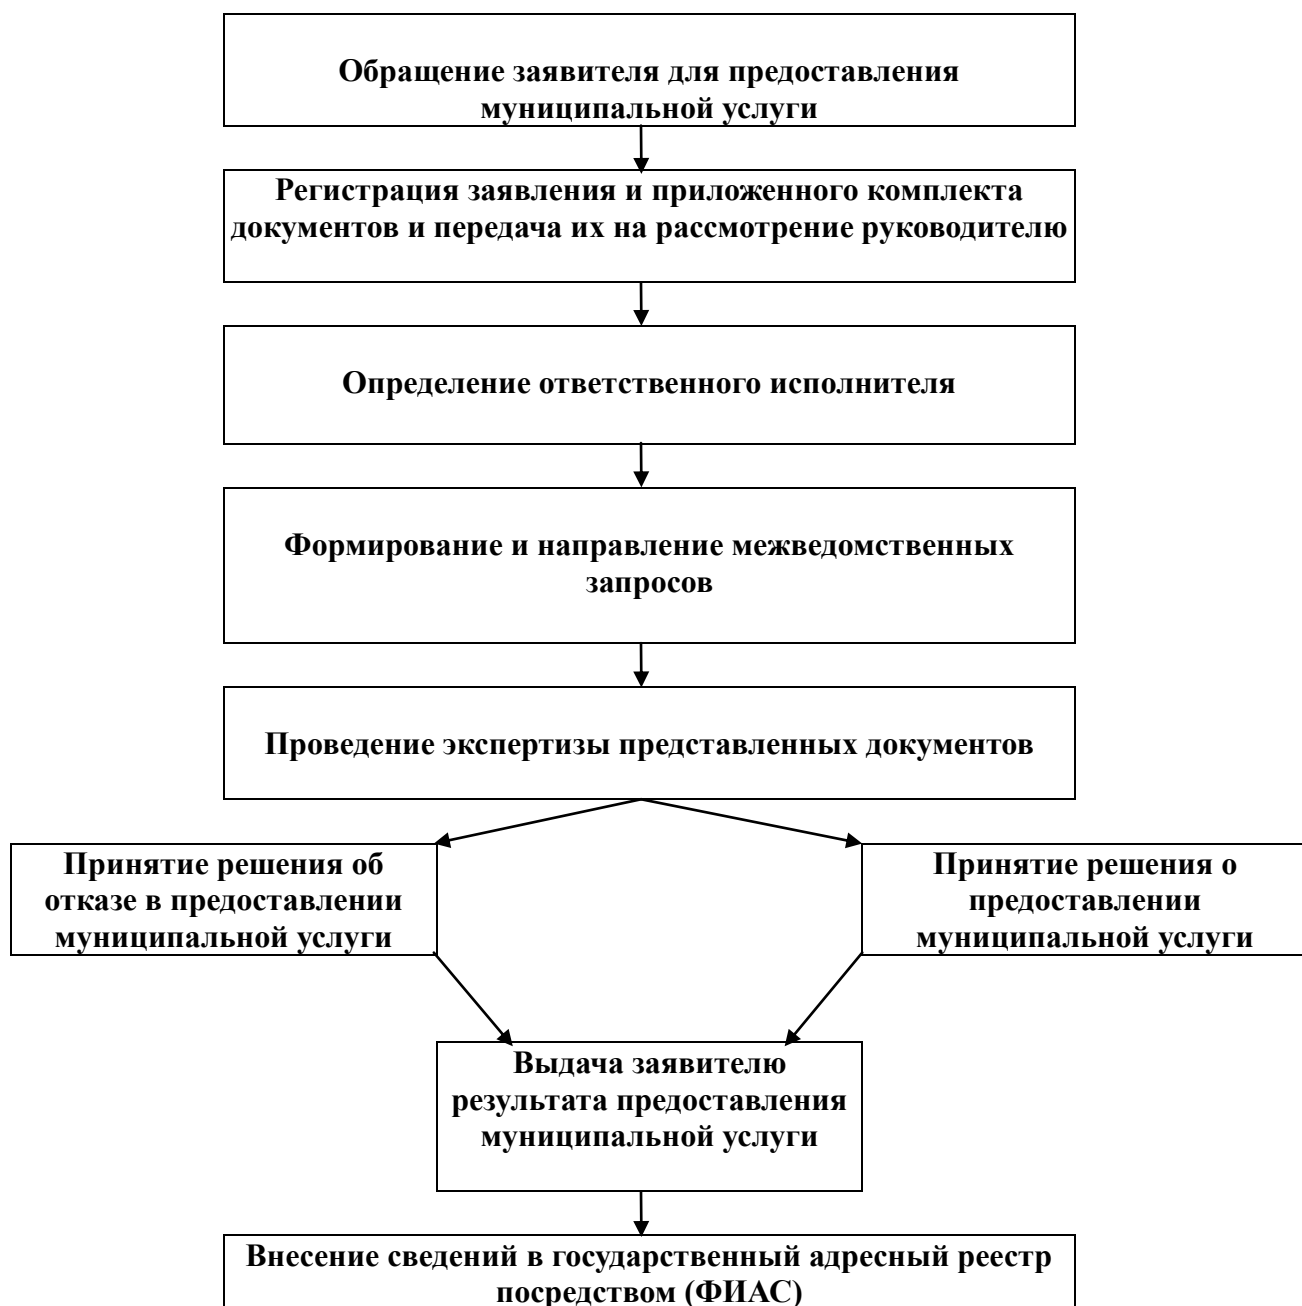 Обращение заявителя для предоставления
муниципальной услуги
Регистрация заявления и приложенного комплекта
документов и передача их на рассмотрение руководителю
Определение ответственного исполнителя
Формирование и направление межведомственных
запросов
Проведение экспертизы представленных документов
Принятие решения об
отказе в предоставлении
муниципальной услуги
Принятие решения о
предоставлении
муниципальной услуги
Выдача заявителю
результата предоставления
муниципальной услуги
Внесение сведений в государственный адресный реестр
посредством (ФИАС)